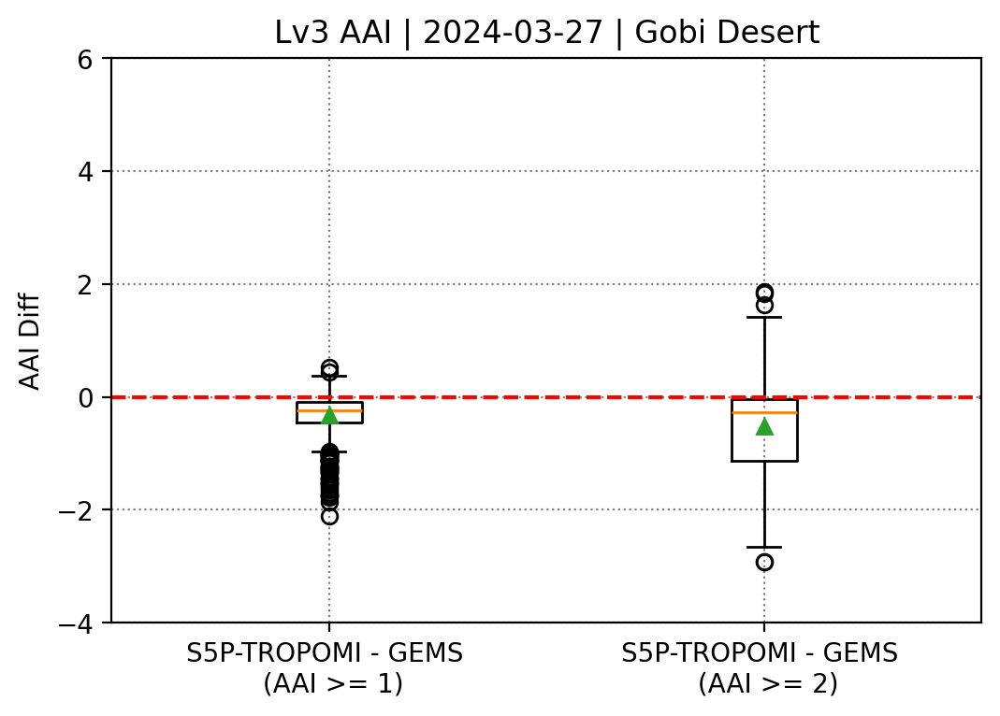 Lv3 AAI | 2024-03-27 | Gobi Desert
6
4
2
0
−2
−4
AAI Diff
S5P-TROPOMI - GEMS
(AAI >= 1)
S5P-TROPOMI - GEMS
(AAI >= 2)